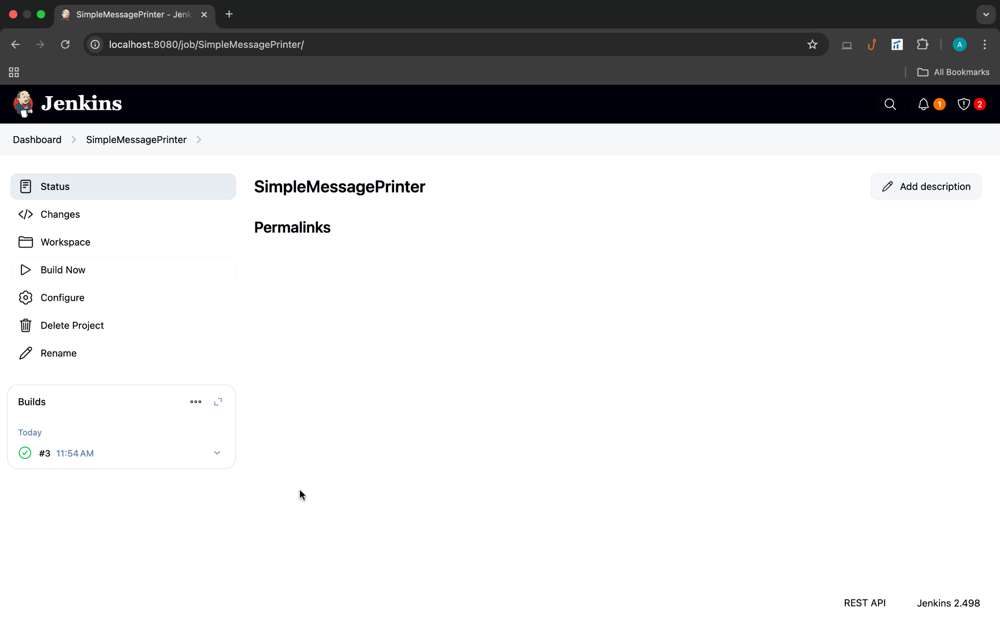 SimpleMessagePrinter - Jenk
localhost:8080/job/SimpleMessagePrinter/
A
All Bookmarks
Jenkins
1
2
Dashboard
SimpleMessagePrinter
Status
SimpleMessagePrinter
Add description
Changes
Permalinks
Workspace
Build Now
Configure
Delete Project
Rename
Builds
Today
#3 11:54 AM
REST API
Jenkins 2.498